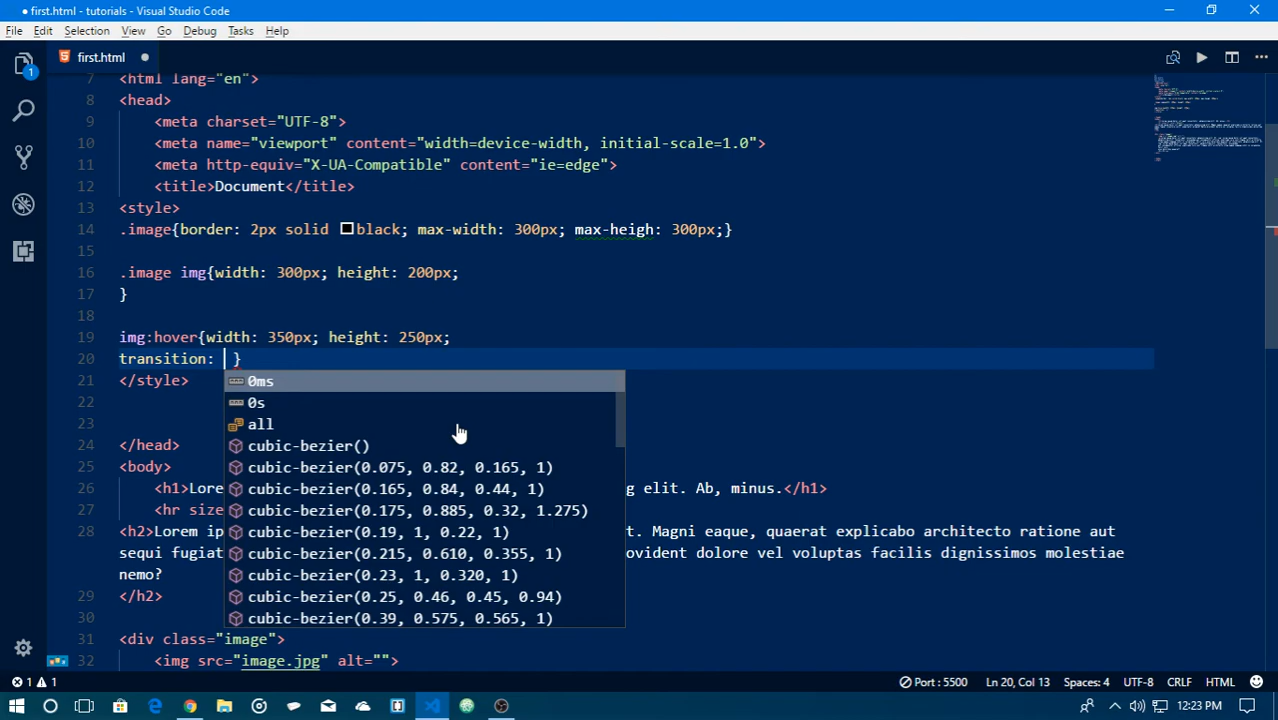 first.html - tutorials - Visual Studio Code
File Edit Selection View Go Debug Tasks Help
first.html
1
7 <html lang="en">
8 <head>
9 <meta charset="UTF-8">
10 <meta name="viewport" content="width=device-width, initial-scale=1.0">
11 <meta http-equiv="X-UA-Compatible" content="ie=edge">
12 <title>Document</title>
13 <style>
14 .image{border: 2px solid black; max-width: 300px; max-heigh: 300px;}
15
16 .image img{width: 300px; height: 200px;
17 }
18
19 img:hover{width: 350px; height: 250px;
20 transition: }
21 </style>
0ms
22
0s
23
all
24 </head>
cubic-bezier()
25 <body>
cubic-bezier(0.075, 0.82, 0.165, 1)
26 <h1>Lore g elit. Ab, minus.</h1>
cubic-bezier(0.165, 0.84, 0.44, 1)
27 <hr size
cubic-bezier(0.175, 0.885, 0.32, 1.275)
28 <h2>Lorem ip t. Magni eaque, quaerat explicabo architecto ratione aut
cubic-bezier(0.19, 1, 0.22, 1)
sequi fugiat ovident dolore vel voluptas facilis dignissimos molestiae
cubic-bezier(0.215, 0.610, 0.355, 1)
nemo?
cubic-bezier(0.23, 1, 0.320, 1)
29 </h2>
cubic-bezier(0.25, 0.46, 0.45, 0.94)
30
cubic-bezier(0.39, 0.575, 0.565, 1)
31 <div class="image">
32 <img src="image.jpg" alt="">
1 1 Port : 5500 Ln 20, Col 13 Spaces: 4 UTF-8 CRLF HTML
12:23 PM